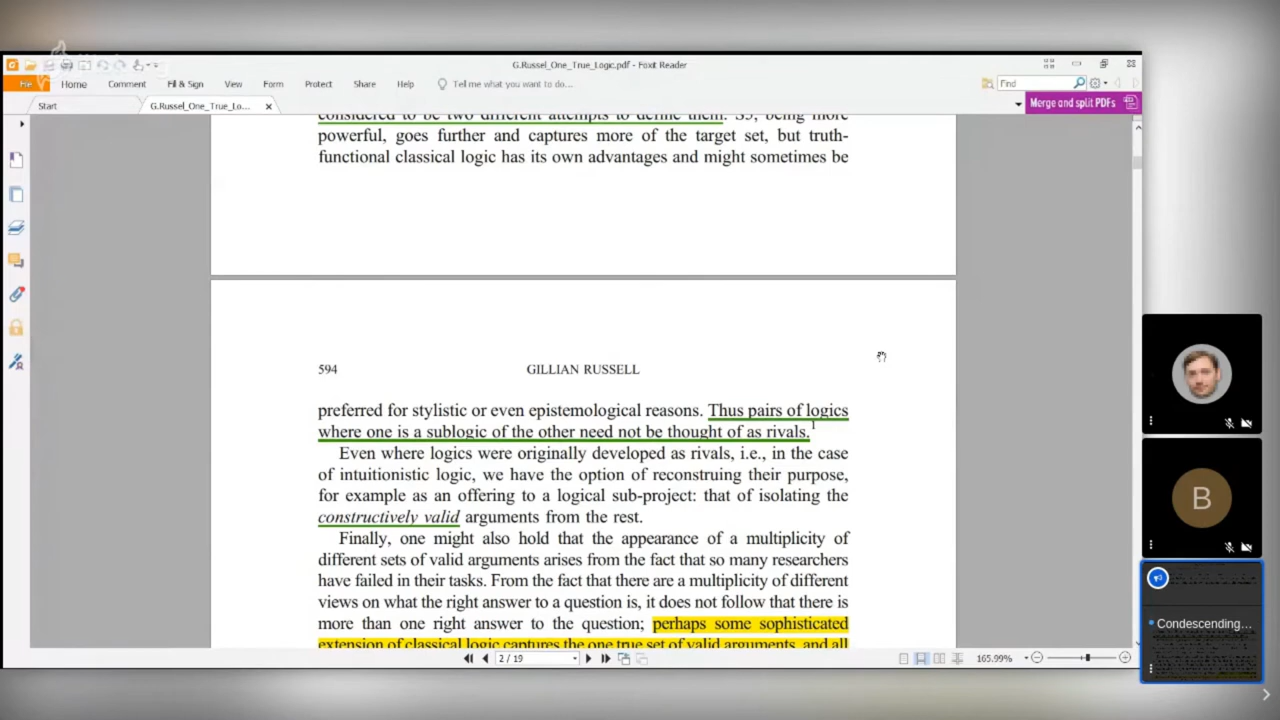 G.Russel_One_True_Logic.pdf - Foxit Reader
File Home Comment Fill & Sign View Form Protect Share Help Tell me what you want to do... Find
Start G.Russel_One_True_Lo... Merge and split PDFs
considered to be two different attempts to define them. S5, being more
powerful, goes further and captures more of the target set, but truth-
functional classical logic has its own advantages and might sometimes be
594 GILLIAN RUSSELL
preferred for stylistic or even epistemological reasons. Thus pairs of logics
where one is a sublogic of the other need not be thought of as rivals.1
Even where logics were originally developed as rivals, i.e., in the case
of intuitionistic logic, we have the option of reconstruing their purpose,
for example as an offering to a logical sub-project: that of isolating the
constructively valid arguments from the rest.
Finally, one might also hold that the appearance of a multiplicity of
different sets of valid arguments arises from the fact that so many researchers
have failed in their tasks. From the fact that there are a multiplicity of different
views on what the right answer to a question is, it does not follow that there is
more than one right answer to the question; perhaps some sophisticated
extension of classical logic captures the one true set of valid arguments, and all
2 / 19 165.99%
B
Condescending...